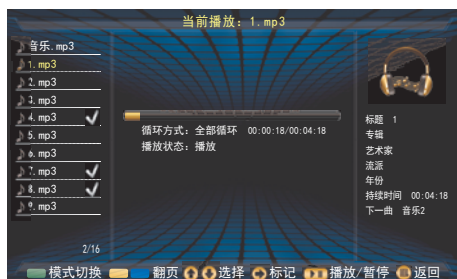 当前播放: 1.mp3
音乐.mp3
1.mp3
2.mp3
3.mp3
4.mp3
5.mp3
6.mp3
7.mp3
8.mp3
9.mp3
2/16
循环方式: 全部循环 00:00:18/00:04:18
播放状态: 播放
标题 1
专辑
艺术家
流派
年份
持续时间 00:04:18
下一曲 音乐2
模式切换 翻页 选择 标记 播放/暂停 返回